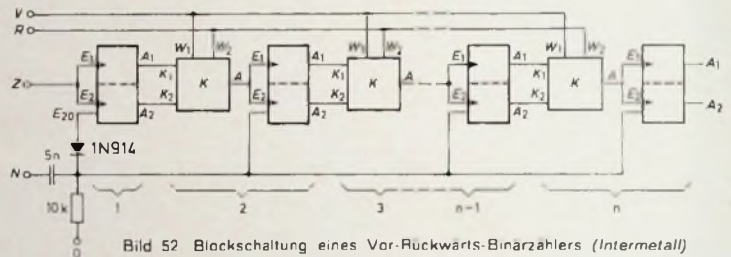 V
R
W1 W2 W1 W2 W1 W2
E1 A1 E1 A1 E1 A1 E1 A1
K1 K1 K1
Z K A K A K A
E2 K2 E2 K2 E2 K2 E2
E20 A2 A2 A2 A2
1N914
5n
N
10k
1 2 3 n-1 n
0
Bild 52 Blockschaltung eines Vor-Rückwärts-Binärzählers (Intermetall)